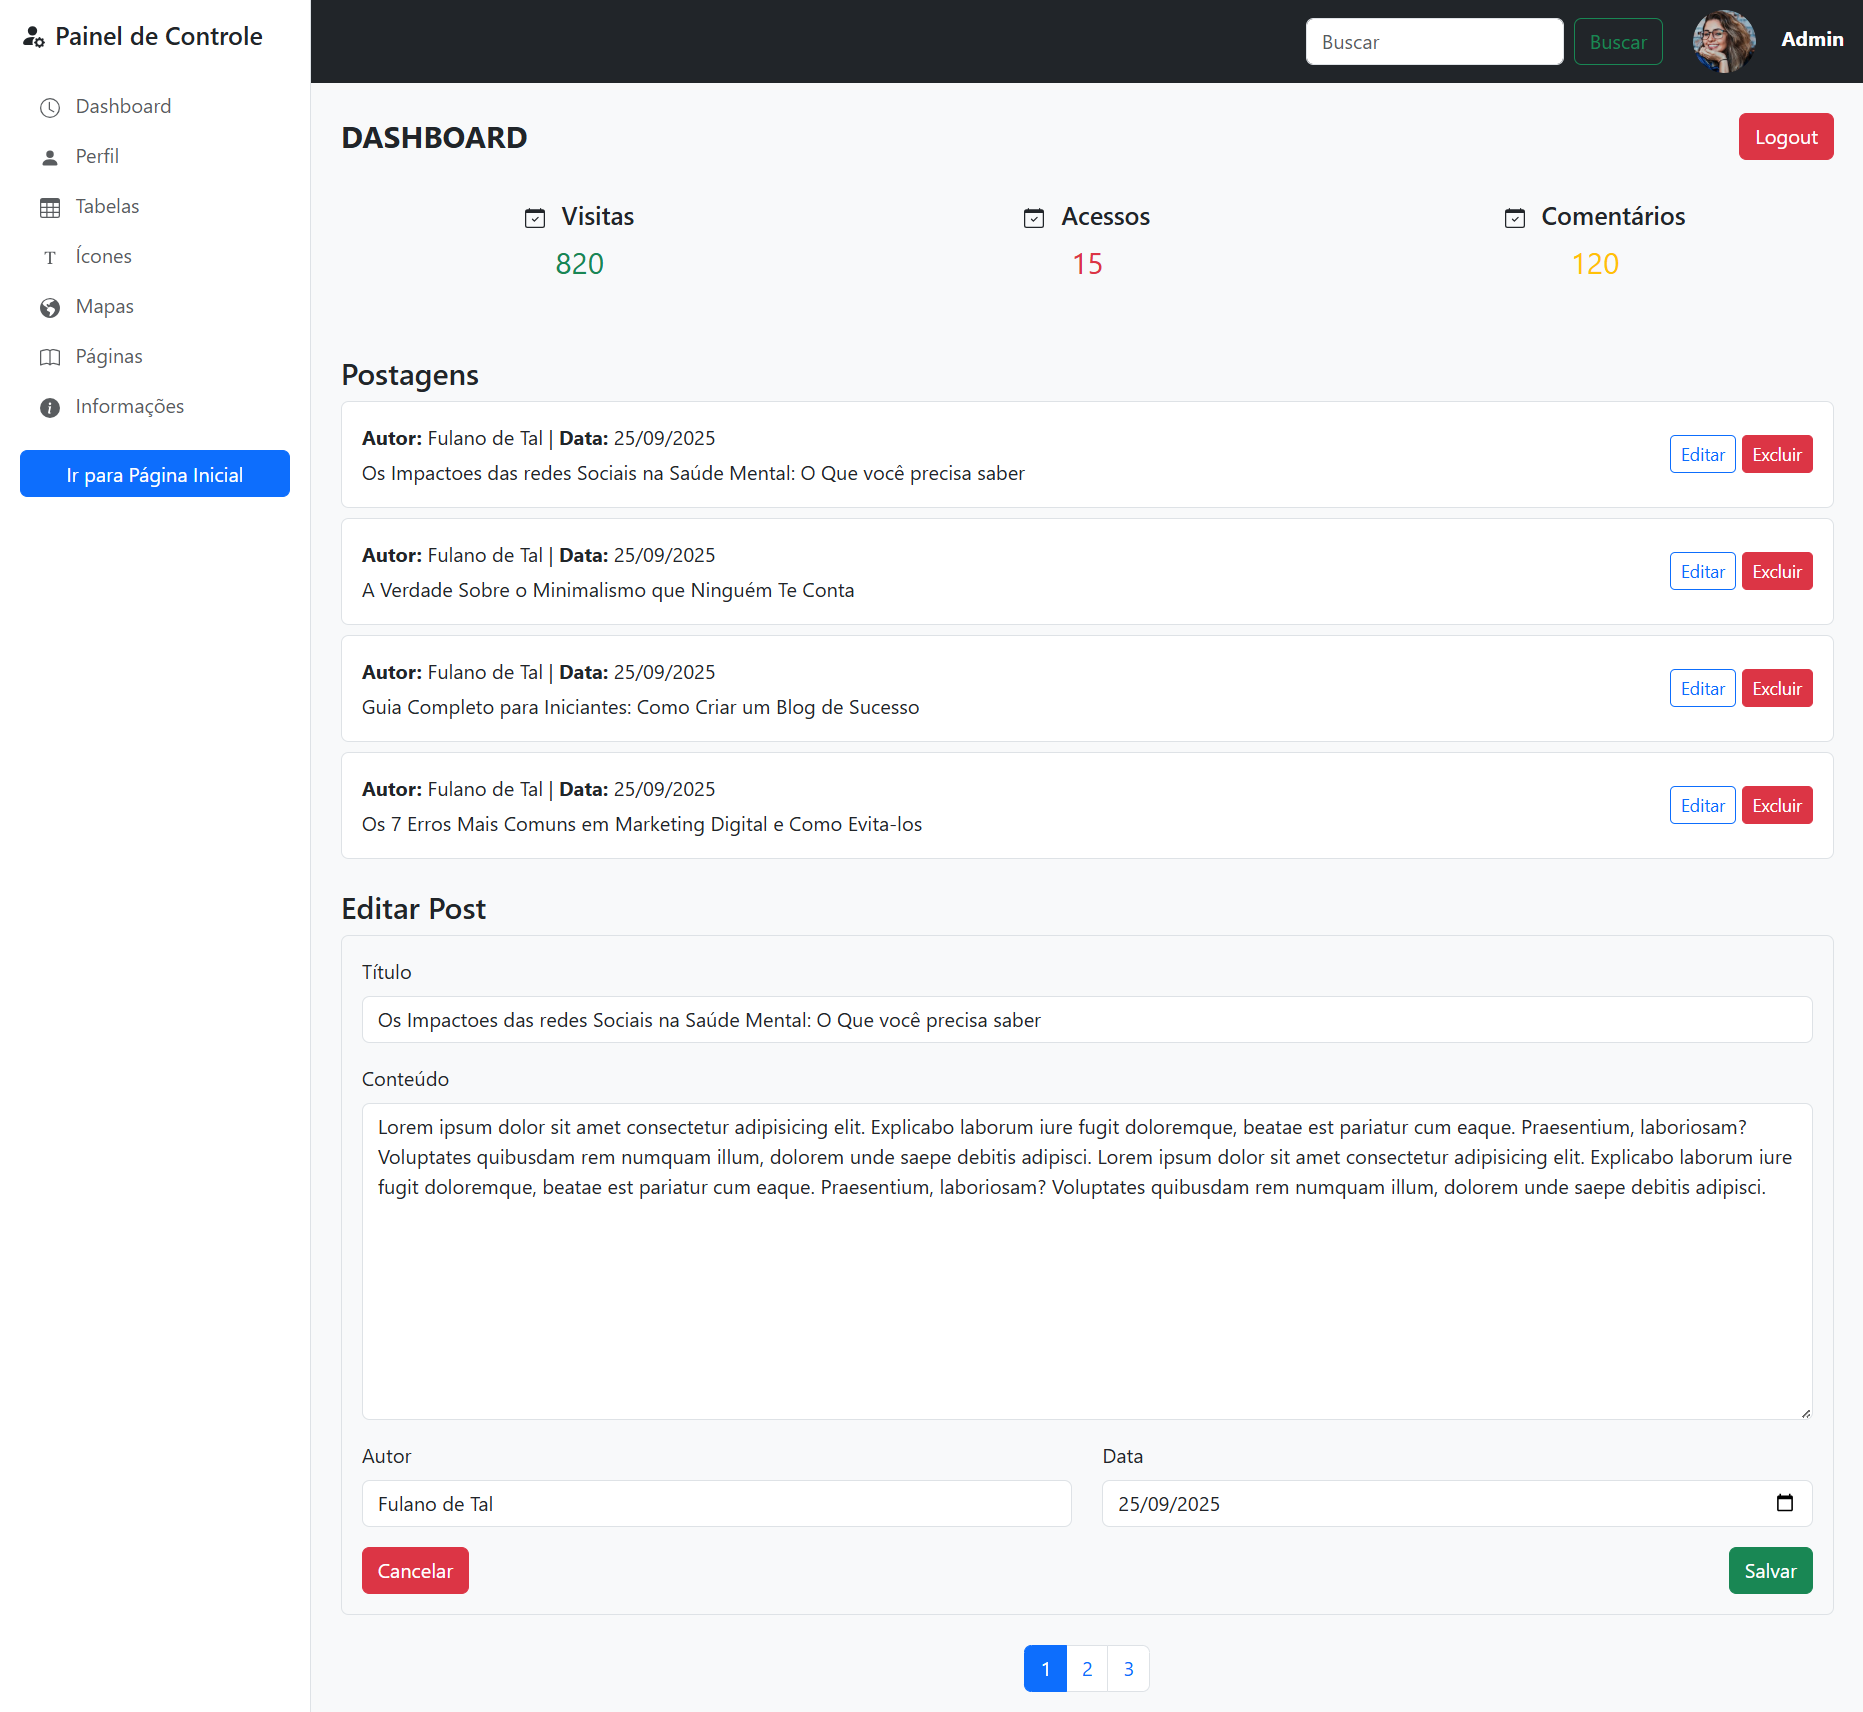 Painel de Controle
Dashboard
Perfil
Tabelas
Ícones
Mapas
Páginas
Informações
Ir para Página Inicial
Buscar
Buscar
Admin
DASHBOARD
Logout
Visitas
820
Acessos
15
Comentários
120
Postagens
Autor: Fulano de Tal | Data: 25/09/2025
Os Impactoes das redes Sociais na Saúde Mental: O Que você precisa saber
Editar
Excluir
Autor: Fulano de Tal | Data: 25/09/2025
A Verdade Sobre o Minimalismo que Ninguém Te Conta
Editar
Excluir
Autor: Fulano de Tal | Data: 25/09/2025
Guia Completo para Iniciantes: Como Criar um Blog de Sucesso
Editar
Excluir
Autor: Fulano de Tal | Data: 25/09/2025
Os 7 Erros Mais Comuns em Marketing Digital e Como Evita-los
Editar
Excluir
Editar Post
Título
Os Impactoes das redes Sociais na Saúde Mental: O Que você precisa saber
Conteúdo
Lorem ipsum dolor sit amet consectetur adipisicing elit. Explicabo laborum iure fugit doloremque, beatae est pariatur cum eaque. Praesentium, laboriosam?
Voluptates quibusdam rem numquam illum, dolorem unde saepe debitis adipisci. Lorem ipsum dolor sit amet consectetur adipisicing elit. Explicabo laborum iure
fugit doloremque, beatae est pariatur cum eaque. Praesentium, laboriosam? Voluptates quibusdam rem numquam illum, dolorem unde saepe debitis adipisci.
Autor
Fulano de Tal
Data
25/09/2025
Cancelar
Salvar
1
2
3